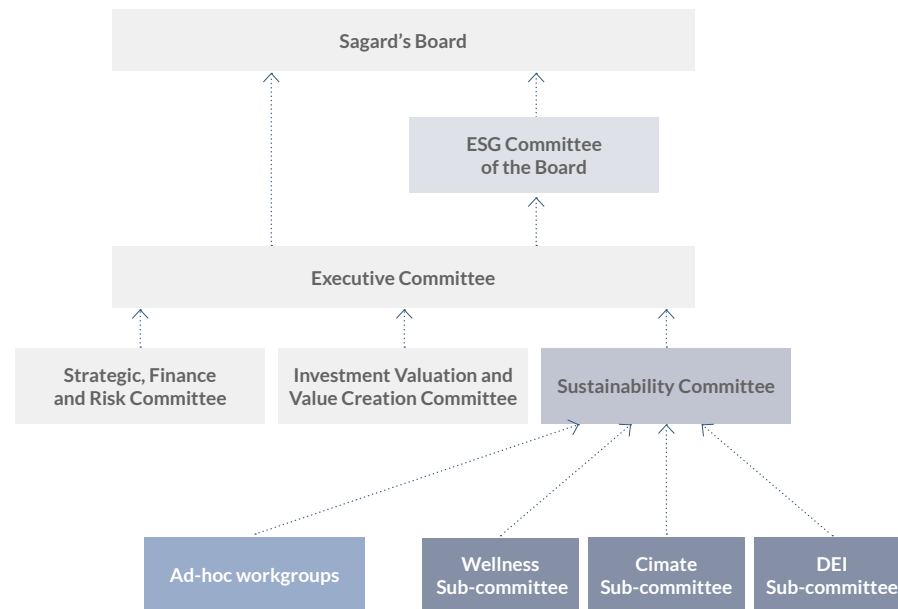 Sagard’s Board
ESG Committee
of the Board
Executive Committee
Strategic, Finance
and Risk Committee
Investment Valuation and
Value Creation Committee
Sustainability Committee
Ad-hoc workgroups
Wellness
Sub-committee
Cimate
Sub-committee
DEI
Sub-committee